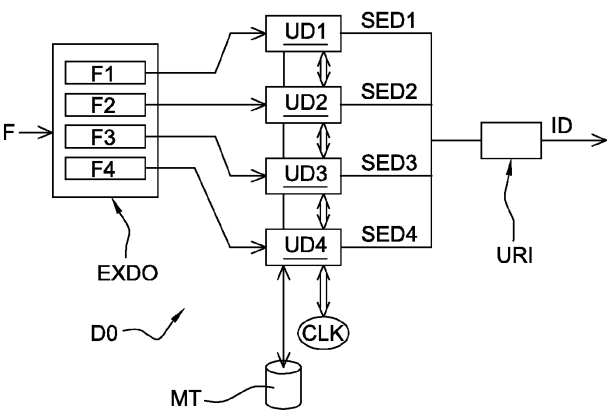 UD1 SED1
F1
UD2 SED2
F2
F ID
F3
UD3 SED3
F4
UD4 SED4
URI
EXDO
D0 CLK
MT